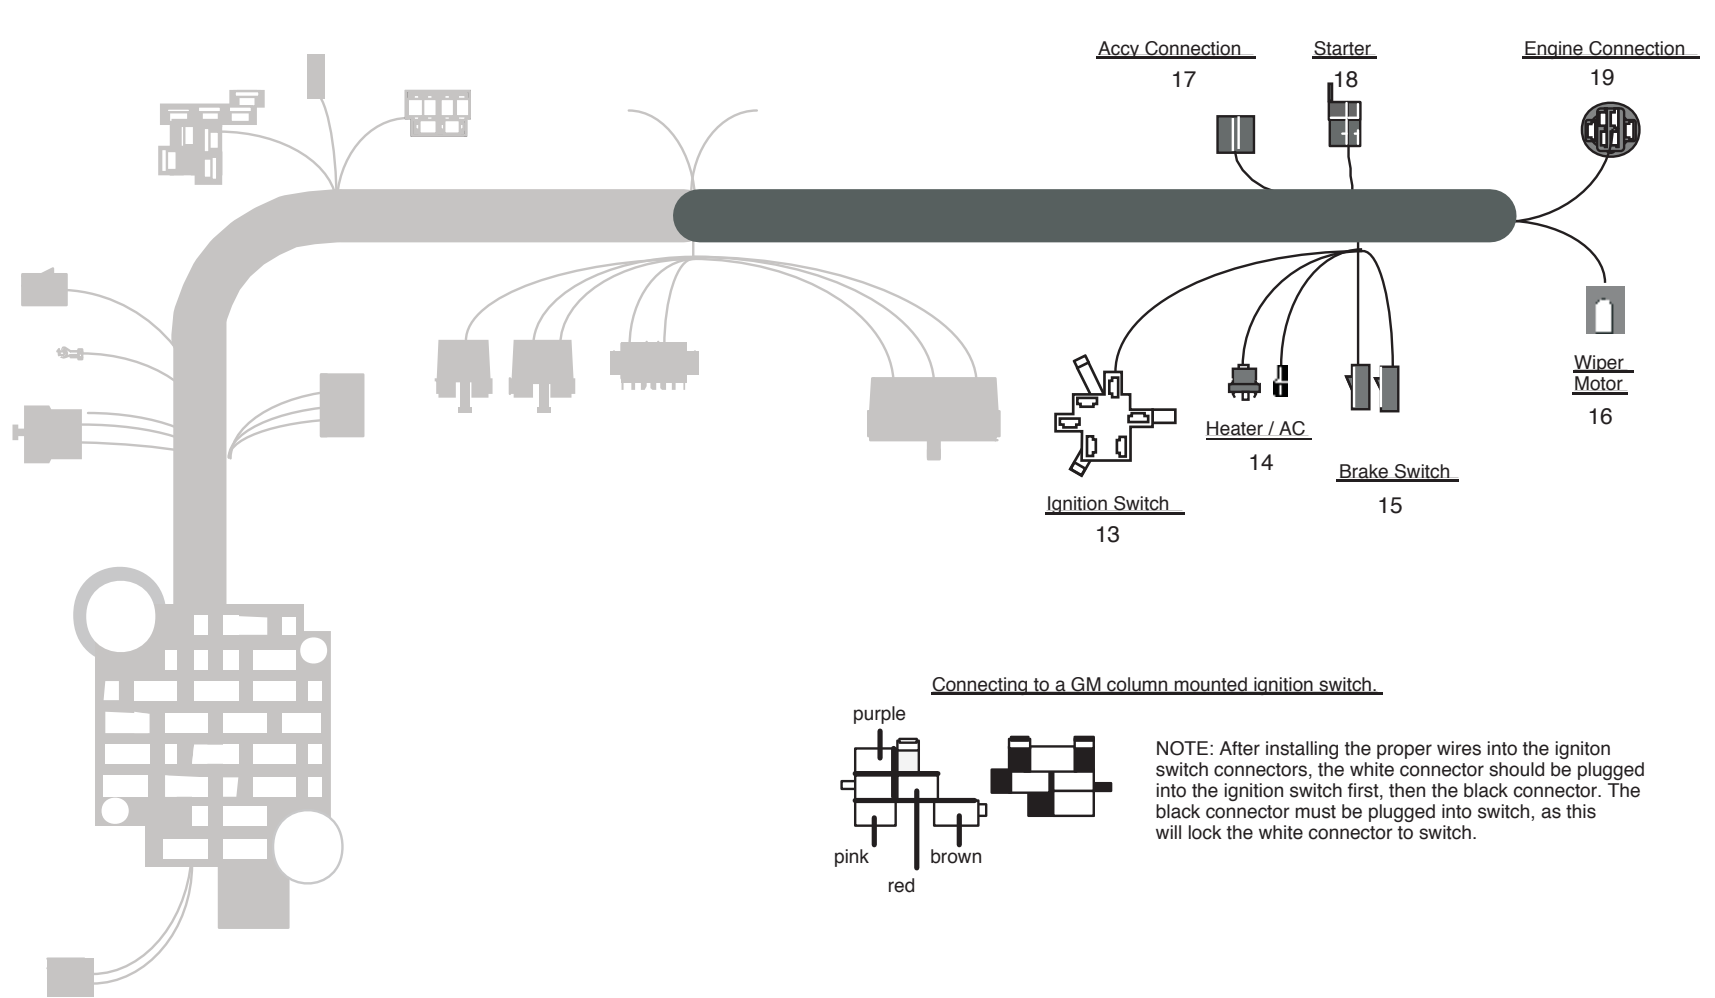 Accy Connection
17
Starter
18
Engine Connection
19
Wiper
Motor
16
Heater / AC
14
Brake Switch
15
Ignition Switch
13
Connecting to a GM column mounted ignition switch.
purple
pink
red
brown
NOTE: After installing the proper wires into the igniton
switch connectors, the white connector should be plugged
into the ignition switch first, then the black connector. The
black connector must be plugged into switch, as this
will lock the white connector to switch.